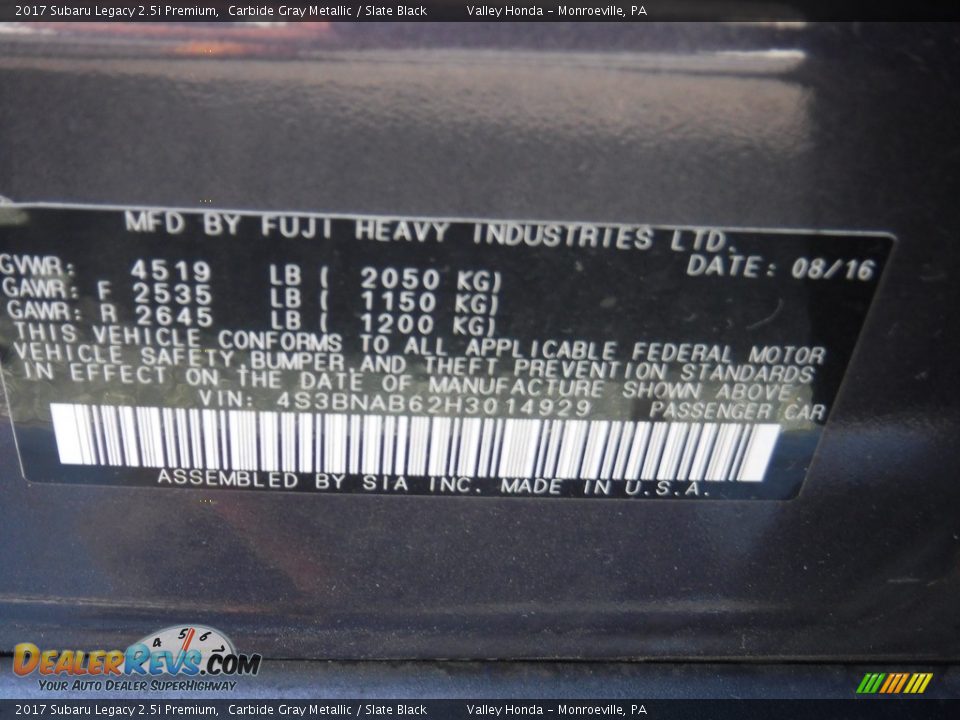 2017 Subaru Legacy 2.5i Premium, Carbide Gray Metallic / Slate Black Valley Honda - Monroeville, PA
MFD BY FUJI HEAVY INDUSTRIES LTD.
DATE: 08/16
GVWR: 4519 LB ( 2050 KG)
GAWR: F 2535 LB ( 1150 KG)
GAWR: R 2645 LB ( 1200 KG)
THIS VEHICLE CONFORMS TO ALL APPLICABLE FEDERAL MOTOR
VEHICLE SAFETY, BUMPER, AND THEFT PREVENTION STANDARDS
IN EFFECT ON THE DATE OF MANUFACTURE SHOWN ABOVE.
VIN: 4S3BNAB62H3014929 PASSENGER CAR
ASSEMBLED BY SIA INC. MADE IN U.S.A.
4 5 6 7
DEALERREVS.COM
YOUR AUTO DEALER SUPERHIGHWAY
2017 Subaru Legacy 2.5i Premium, Carbide Gray Metallic / Slate Black Valley Honda - Monroeville, PA